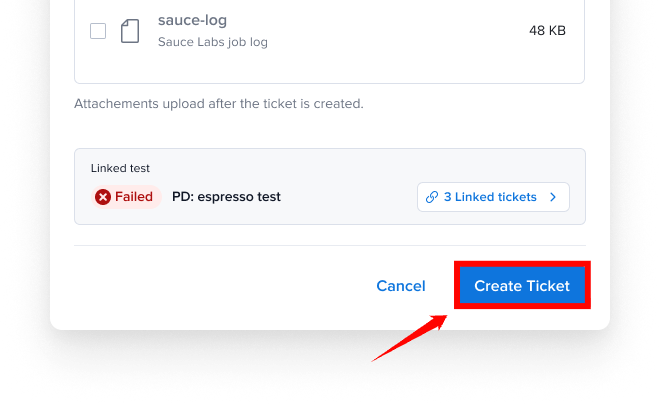 sauce-log
Sauce Labs job log
48 KB
Attachements upload after the ticket is created.
Linked test
Failed
PD: espresso test
3 Linked tickets
Cancel
Create Ticket